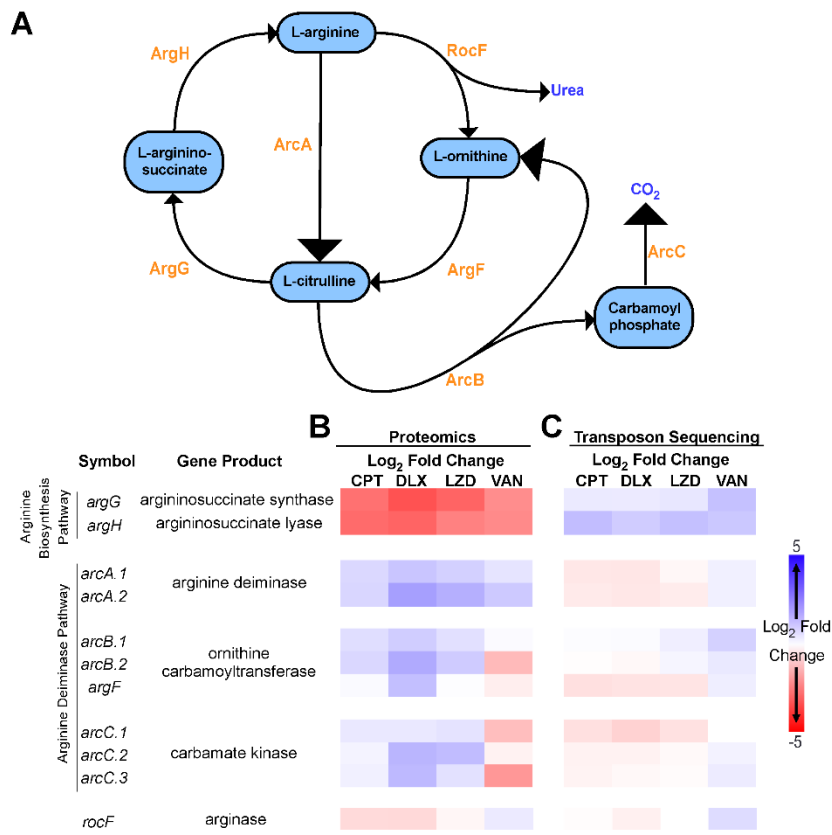 A
L-arginine
ArgH
RocF
Urea
ArcA
L-arginino-
succinate
L-ornithine
CO2
ArcC
ArgG
ArgF
L-citrulline
Carbamoyl
phosphate
ArcB
B
C
Proteomics
Transposon Sequencing
Symbol
Gene Product
Log2 Fold Change
Log2 Fold Change
CPT DLX LZD VAN
CPT DLX LZD VAN
Arginine
Biosynthesis
Pathway
argG argininosuccinate synthase
argH argininosuccinate lyase
Arginine Deiminase Pathway
arcA.1
arginine deiminase
arcA.2
arcB.1
ornithine
arcB.2
carbamoyltransferase
argF
arcC.1
arcC.2 carbamate kinase
arcC.3
rocF arginase
5
Log2 Fold
Change
-5